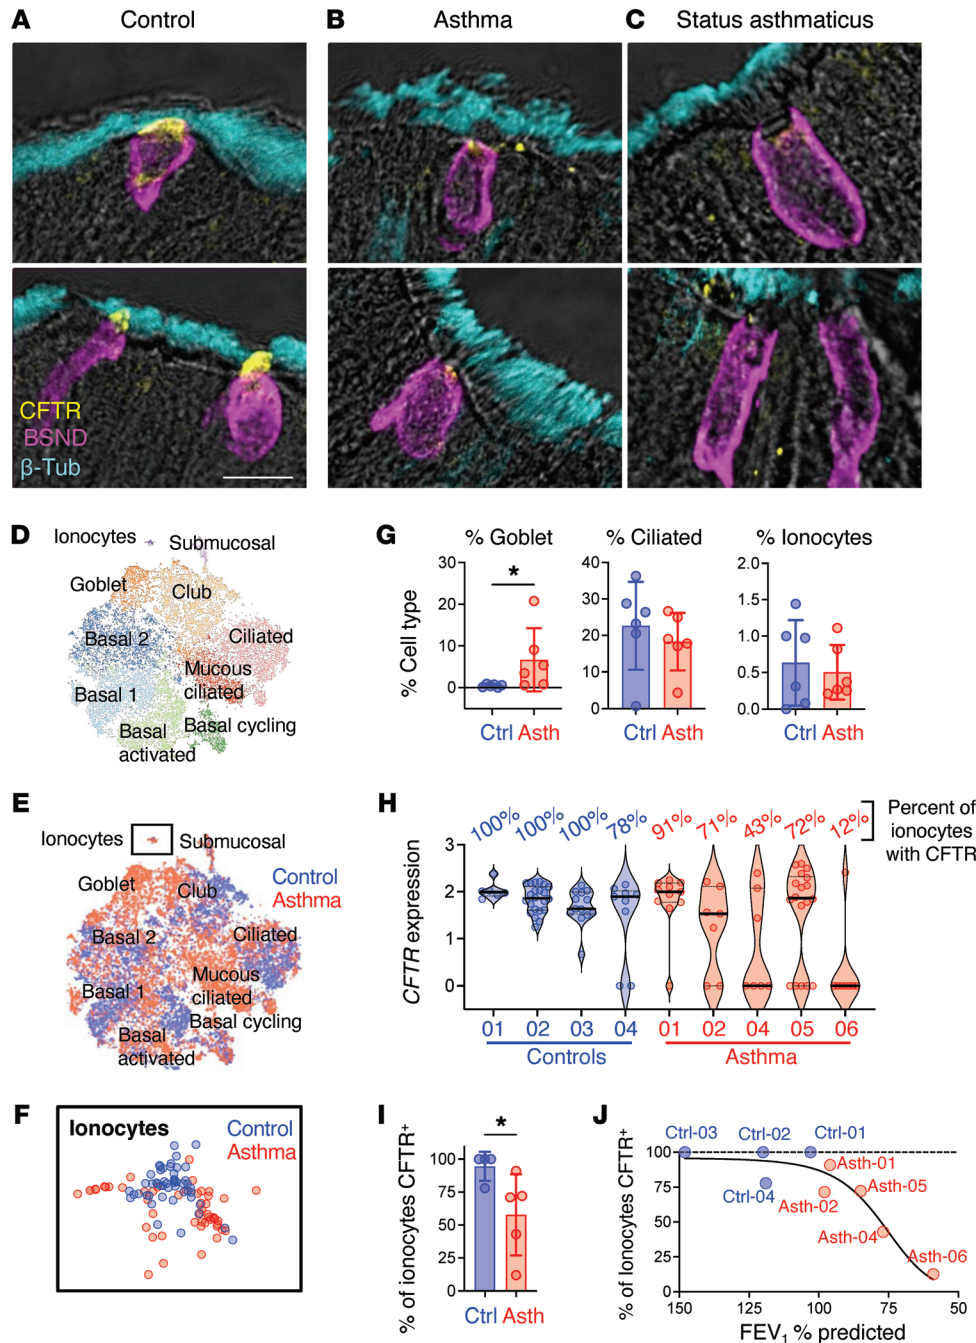 A Control
B Asthma
C Status asthmaticus
CFTR
BSND
β-Tub
D
Ionocytes
Submucosal
Goblet
Club
Basal 2
Ciliated
Mucous
ciliated
Basal 1
Basal cycling
Basal
activated
E
Ionocytes
Submucosal
Control
Asthma
Goblet
Club
Basal 2
Ciliated
Mucous
ciliated
Basal 1
Basal cycling
Basal
activated
F
Ionocytes
Control
Asthma
G
% Goblet
% Cell type
30
20
10
0
*
Ctrl Asth
% Ciliated
40
30
20
10
0
Ctrl Asth
% Ionocytes
2.0
1.5
1.0
0.5
0.0
Ctrl Asth
H
100% 100% 100% 78% 91% 71% 43% 72% 12%
Percent of
ionocytes
with CFTR
CFTR expression
3
2
1
0
01 02 03 04 01 02 04 05 06
Controls Asthma
I
% of ionocytes CFTR+
100
75
50
25
0
*
Ctrl Asth
J
% of Ionocytes CFTR+
100
75
50
25
0
Ctrl-03 Ctrl-02 Ctrl-01
Asth-01
Ctrl-04
Asth-05
Asth-02
Asth-04
Asth-06
150 100 75 50
FEV1 % predicted